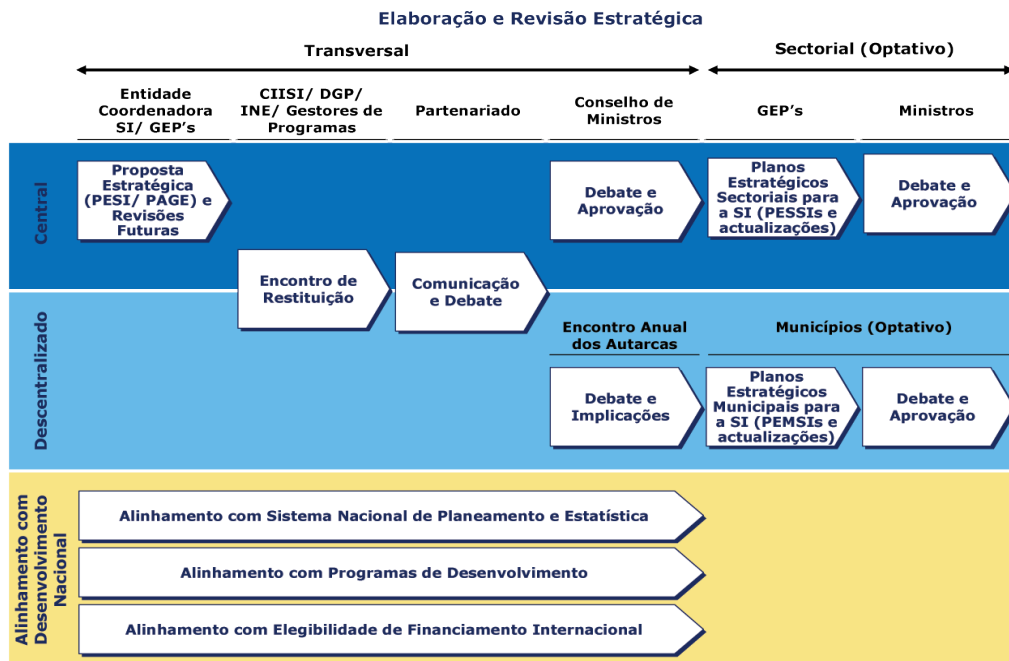 Elaboração e Revisão Estratégica
Transversal
Sectorial (Optativo)
Entidade
Coordenadora
SI/ GEP's
CIISI/ DGP/
INE/ Gestores de
Programas
Partenariado
Conselho de
Ministros
GEP's
Ministros
Central
Proposta
Estratégica
(PESI/ PAGE) e
Revisões
Futuras
Debate e
Aprovação
Planos
Estratégicos
Sectoriais para
a SI (PESSIs e
actualizações)
Debate e
Aprovação
Encontro de
Restituição
Comunicação
e Debate
Descentralizado
Encontro Anual
dos Autarcas
Municípios (Optativo)
Debate e
Implicações
Planos
Estratégicos
Municipais para
a SI (PEMSIs e
actualizações)
Debate e
Aprovação
Alinhamento com
Desenvolvimento
Nacional
Alinhamento com Sistema Nacional de Planeamento e Estatística
Alinhamento com Programas de Desenvolvimento
Alinhamento com Elegibilidade de Financiamento Internacional